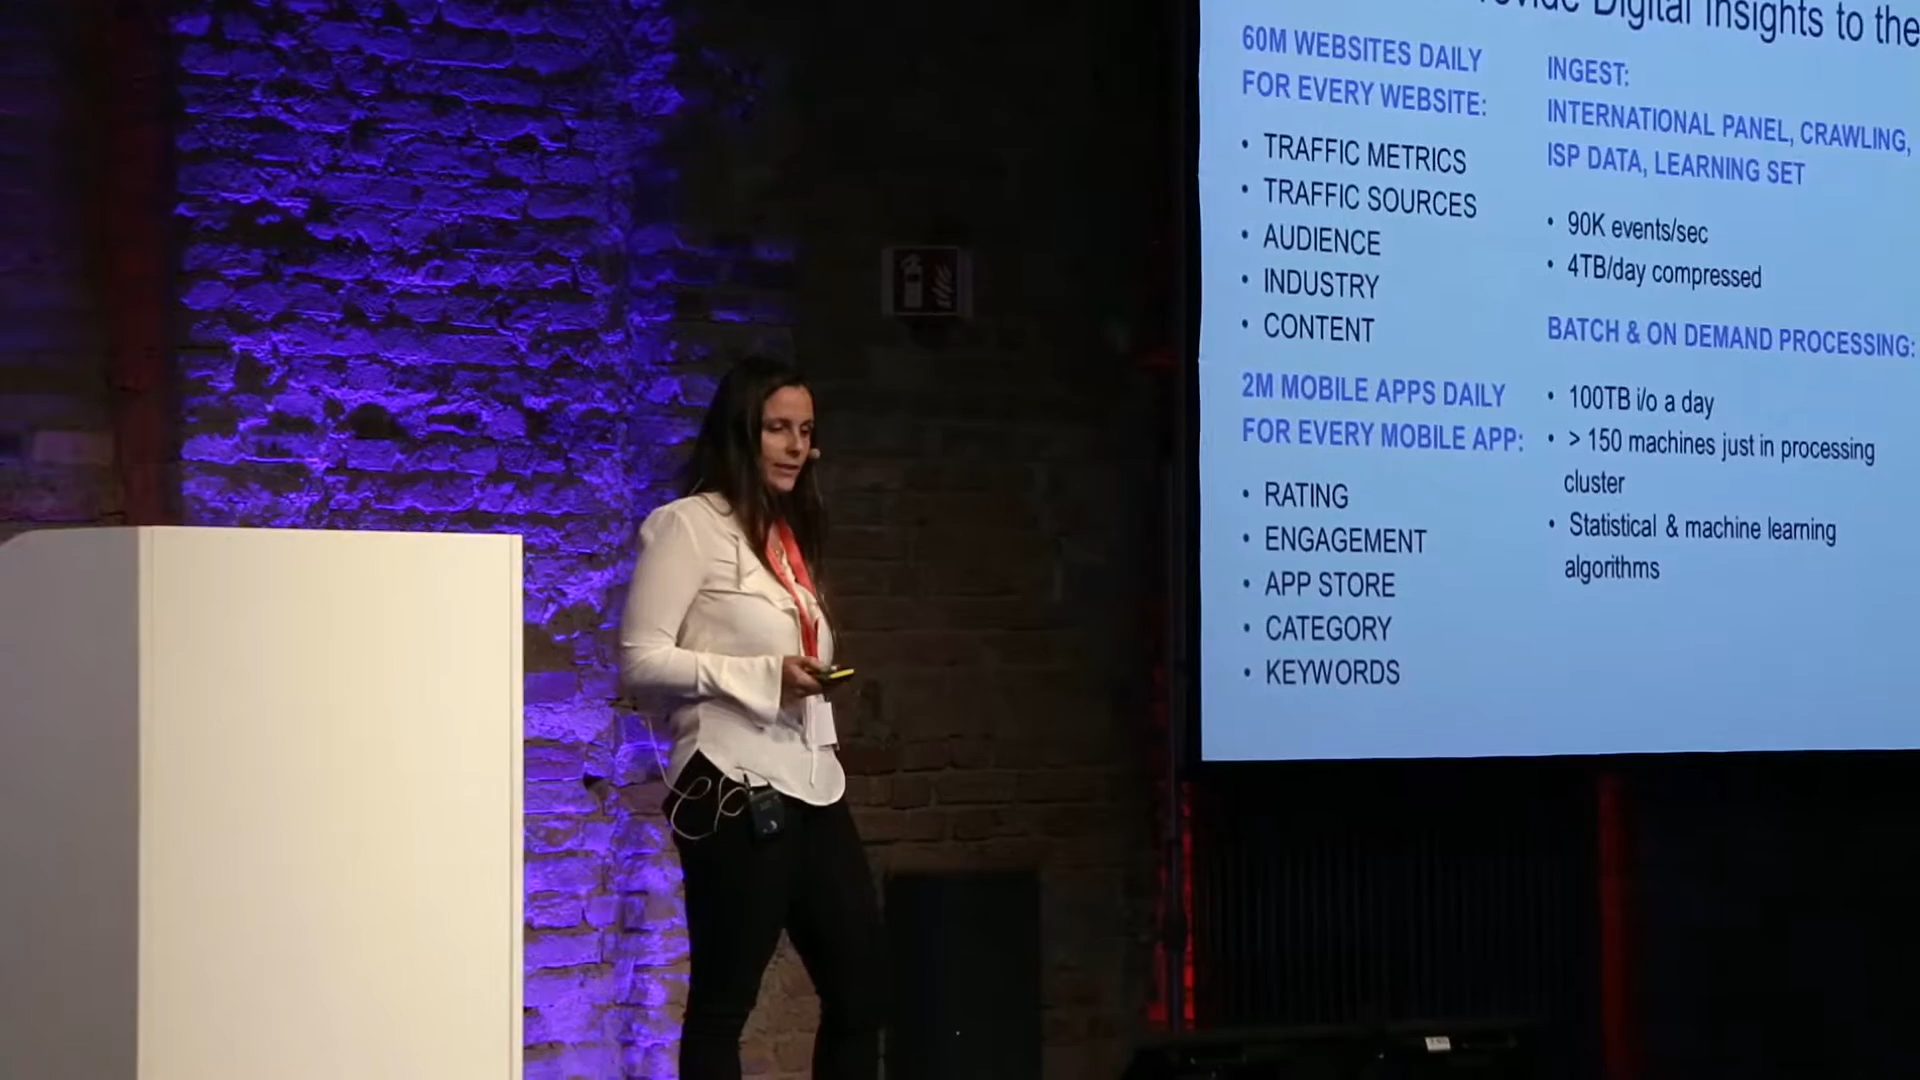 Digital Insights to the
60M WEBSITES DAILY
FOR EVERY WEBSITE:
• TRAFFIC METRICS
• TRAFFIC SOURCES
• AUDIENCE
• INDUSTRY
• CONTENT
2M MOBILE APPS DAILY
FOR EVERY MOBILE APP:
• RATING
• ENGAGEMENT
• APP STORE
• CATEGORY
• KEYWORDS
INGEST:
INTERNATIONAL PANEL, CRAWLING,
ISP DATA, LEARNING SET
• 90K events/sec
• 4TB/day compressed
BATCH & ON DEMAND PROCESSING:
• 100TB i/o a day
• > 150 machines just in processing
cluster
• Statistical & machine learning
algorithms